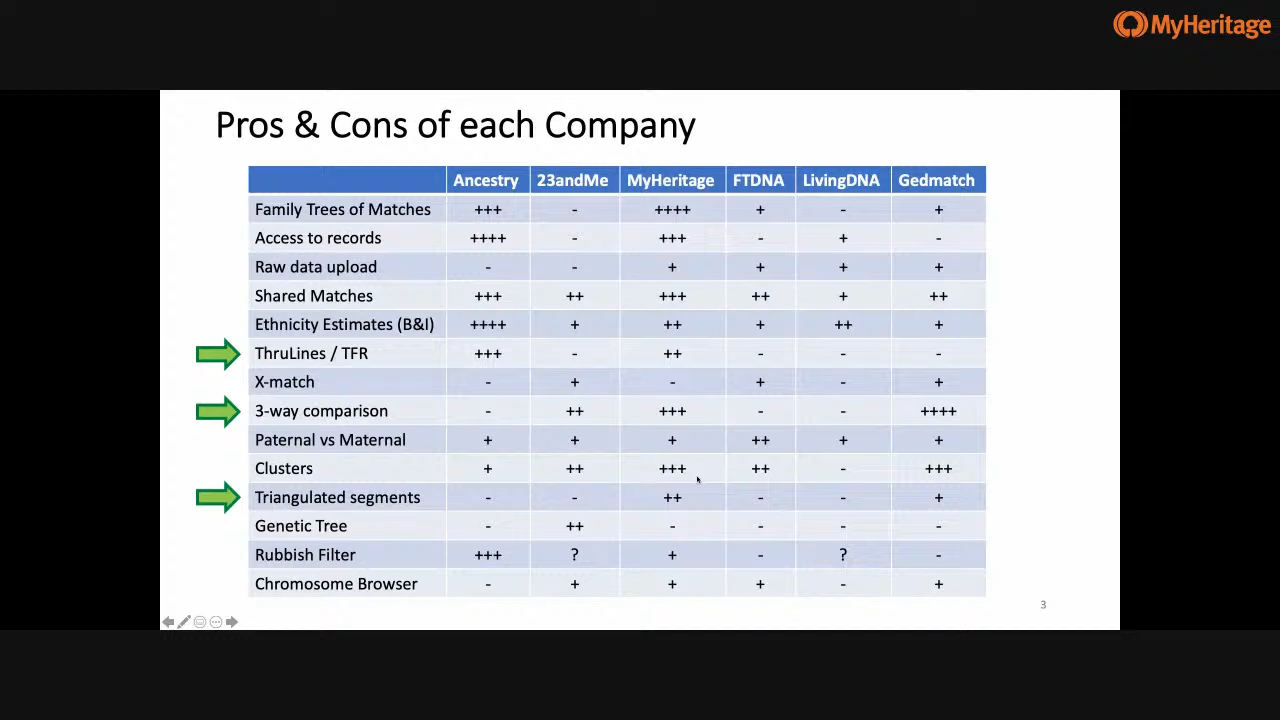 MyHeritage
Pros & Cons of each Company
Ancestry 23andMe MyHeritage FTDNA LivingDNA Gedmatch
Family Trees of Matches +++ - ++++ + - +
Access to records ++++ - +++ - + -
Raw data upload - - + + + +
Shared Matches +++ ++ +++ ++ + ++
Ethnicity Estimates (B&I) ++++ + ++ + ++ +
ThruLines / TFR +++ - ++ - - -
X-match - + - + - +
3-way comparison - ++ +++ - - ++++
Paternal vs Maternal + + + ++ + +
Clusters + ++ +++ ++ - +++
Triangulated segments - - ++ - - +
Genetic Tree - ++ - - - -
Rubbish Filter +++ ? + - ? -
Chromosome Browser - + + + - +
3